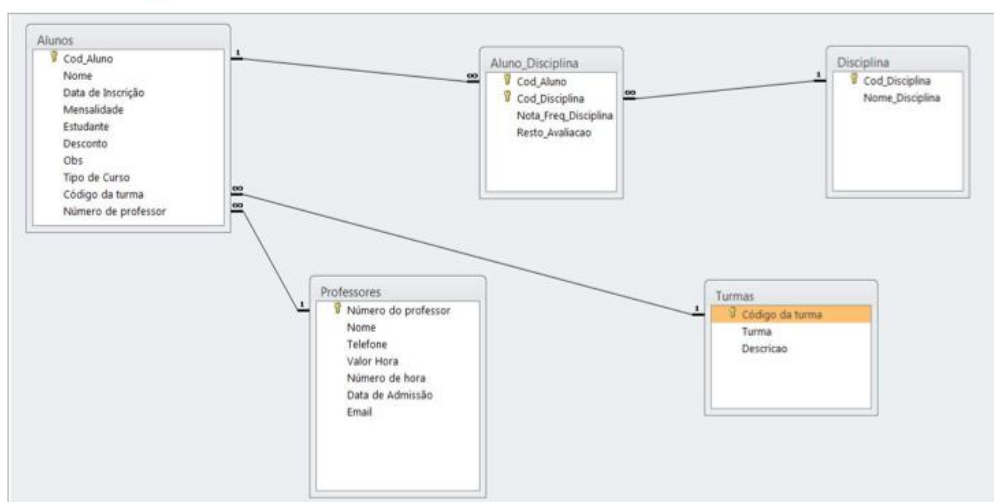 Alunos
Cod_Aluno
Nome
Data de Inscrição
Mensalidade
Estudante
Desconto
Obs
Tipo de Curso
Código da turma
Número de professor
1
∞
∞
Aluno_Disciplina
Cod_Aluno
Cod_Disciplina
Nota_Freq_Disciplina
Resto_Avaliacao
∞
∞
Disciplina
Cod_Disciplina
Nome_Disciplina
1
Professores
Número do professor
Nome
Telefone
Valor Hora
Número de hora
Data de Admissão
Email
1
Turmas
Código da turma
Turma
Descricao
1